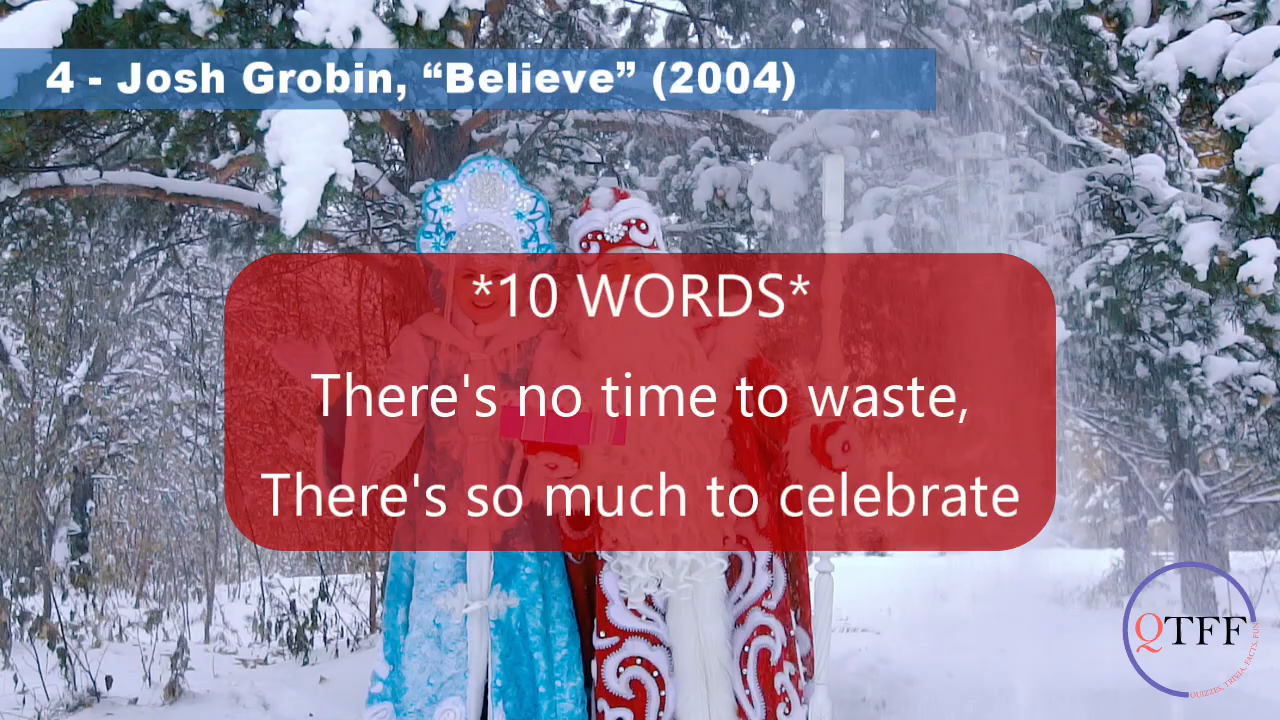 4 - Josh Grobin, “Believe” (2004)
*10 WORDS*
There's no time to waste,
There's so much to celebrate
QTFF
QUIZZES, TRIVIA, FACTS, FUN